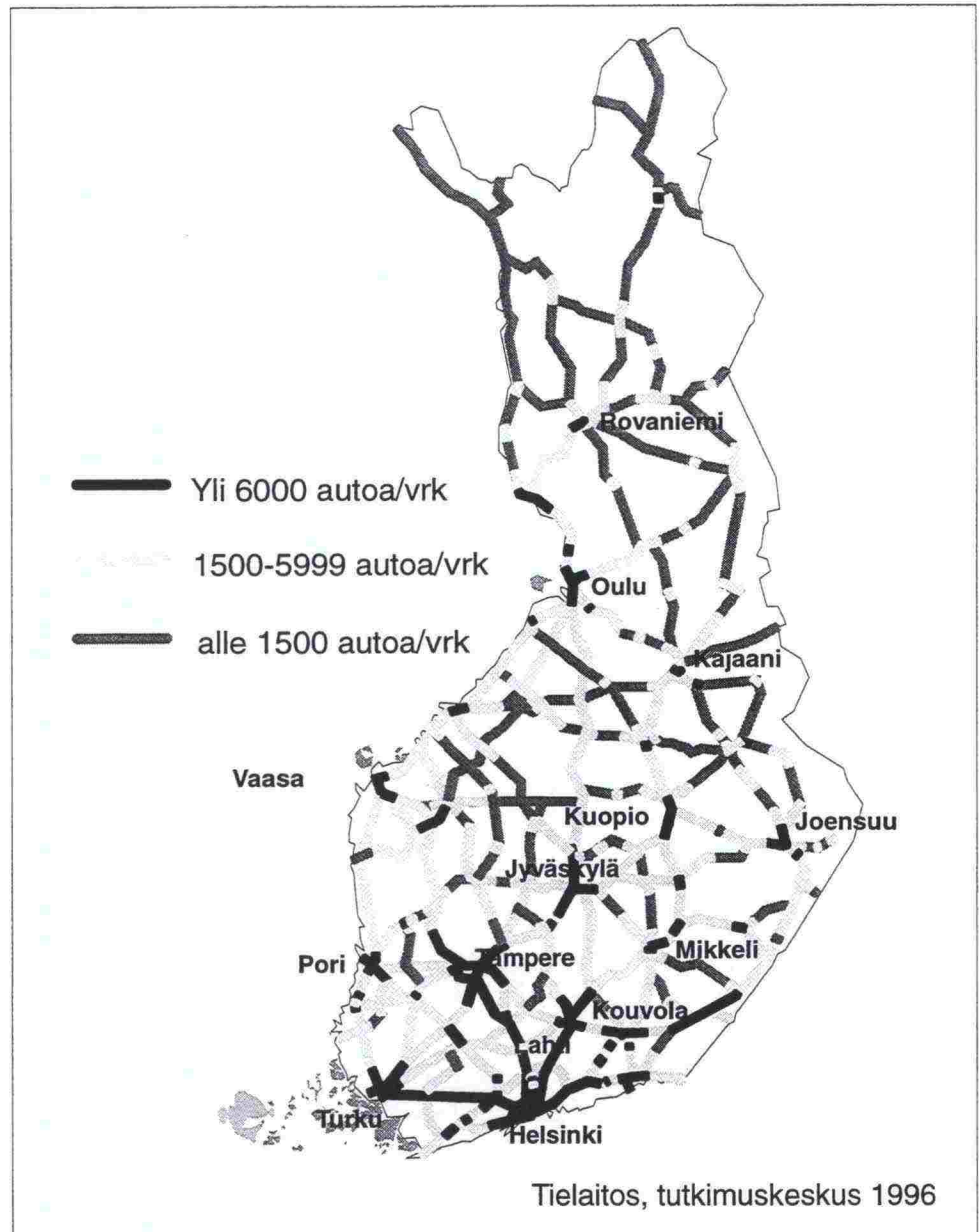 Rovaniemi
Yli 6000 autoa/vrk
1500-5999 autoa/vrk
Oulu
alle 1500 autoa/vrk
Kajaani
Vaasa
Kuopio
Joensuu
Jyväskylä
Mikkeli
Pori
Tampere
Kouvola
Lahti
Turku
Helsinki
Tielaitos, tutkimuskeskus 1996